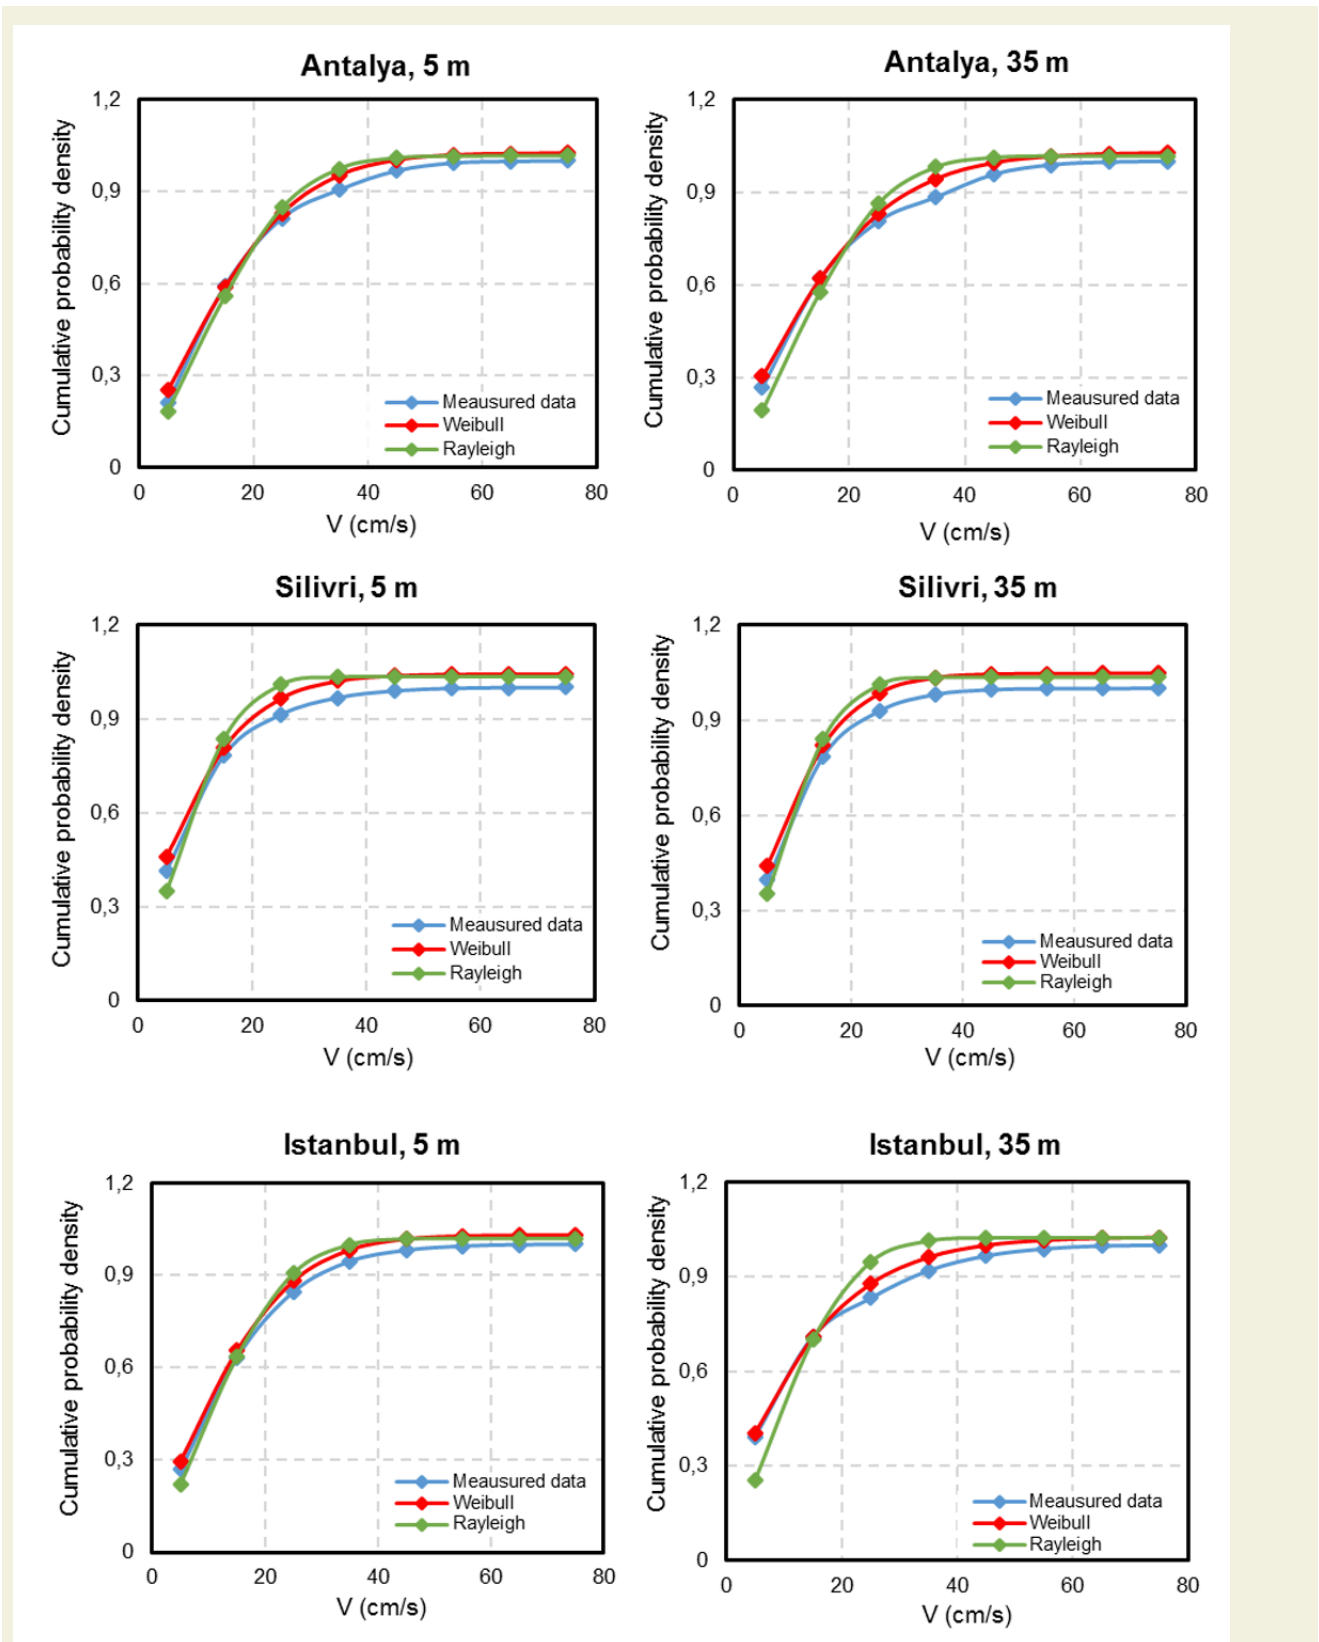 Antalya, 5 m
Cumulative probability density
1,2
0,9
0,6
0,3
0
Meausured data
Weibull
Rayleigh
0 20 40 60 80
V (cm/s)
Antalya, 35 m
Cumulative probability density
1,2
0,9
0,6
0,3
0
Meausured data
Weibull
Rayleigh
0 20 40 60 80
V (cm/s)
Silivri, 5 m
Cumulative probability density
1,2
0,9
0,6
0,3
0
Meausured data
Weibull
Rayleigh
0 20 40 60 80
V (cm/s)
Silivri, 35 m
Cumulative probability density
1,2
0,9
0,6
0,3
0
Meausured data
Weibull
Rayleigh
0 20 40 60 80
V (cm/s)
Istanbul, 5 m
Cumulative probability density
1,2
0,9
0,6
0,3
0
Meausured data
Weibull
Rayleigh
0 20 40 60 80
V (cm/s)
Istanbul, 35 m
Cumulative probability density
1,2
0,9
0,6
0,3
0
Meausured data
Weibull
Rayleigh
0 20 40 60 80
V (cm/s)